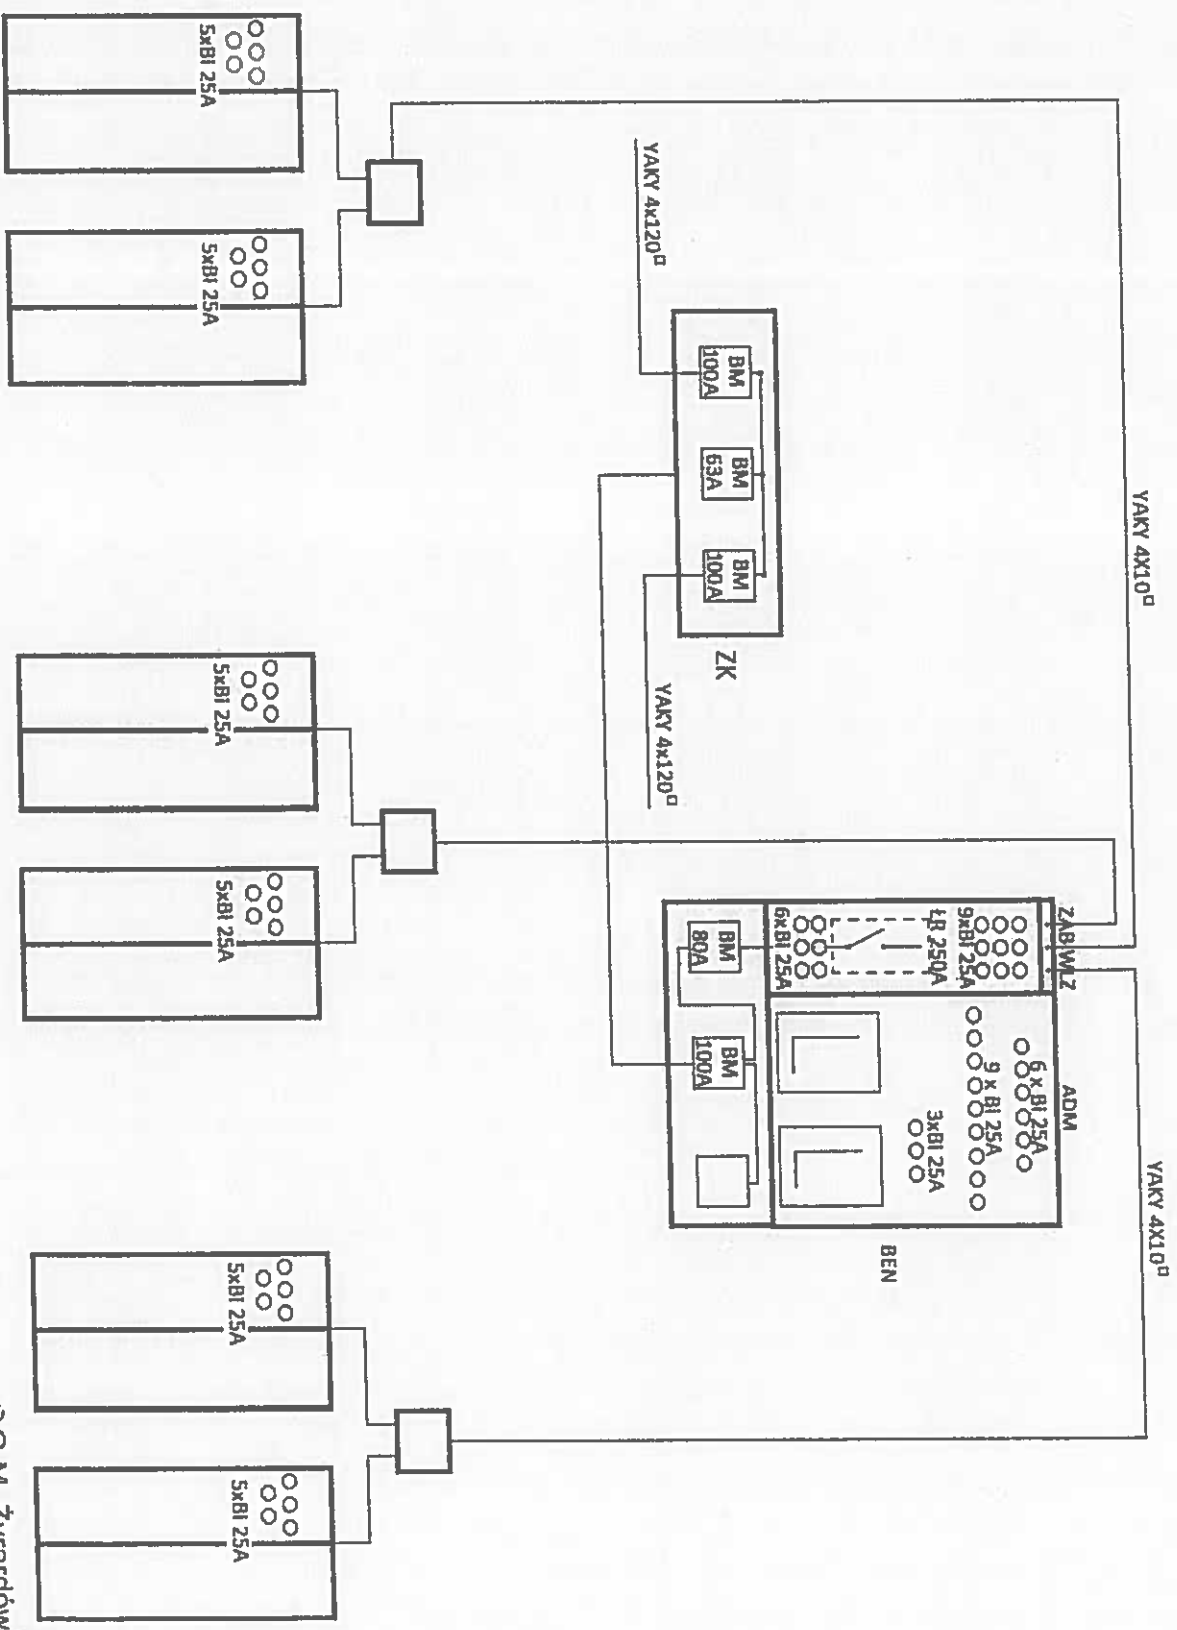 YAKY 4X10□
YAKY 4X10□
ZAB WLZ
ADM
9xBI 25A
6 x BI 25A
9 x BI 25A
ŁR 250A
3xBI 25A
BEN
6xBI 25A
BM
100A
BM
63A
BM
100A
ZK
BM
80A
BM
100A
YAKY 4x120□
YAKY 4x120□
5xBI 25A
5xBI 25A
5xBI 25A
5xBI 25A
5xBI 25A
5xBI 25A
Żyrardów